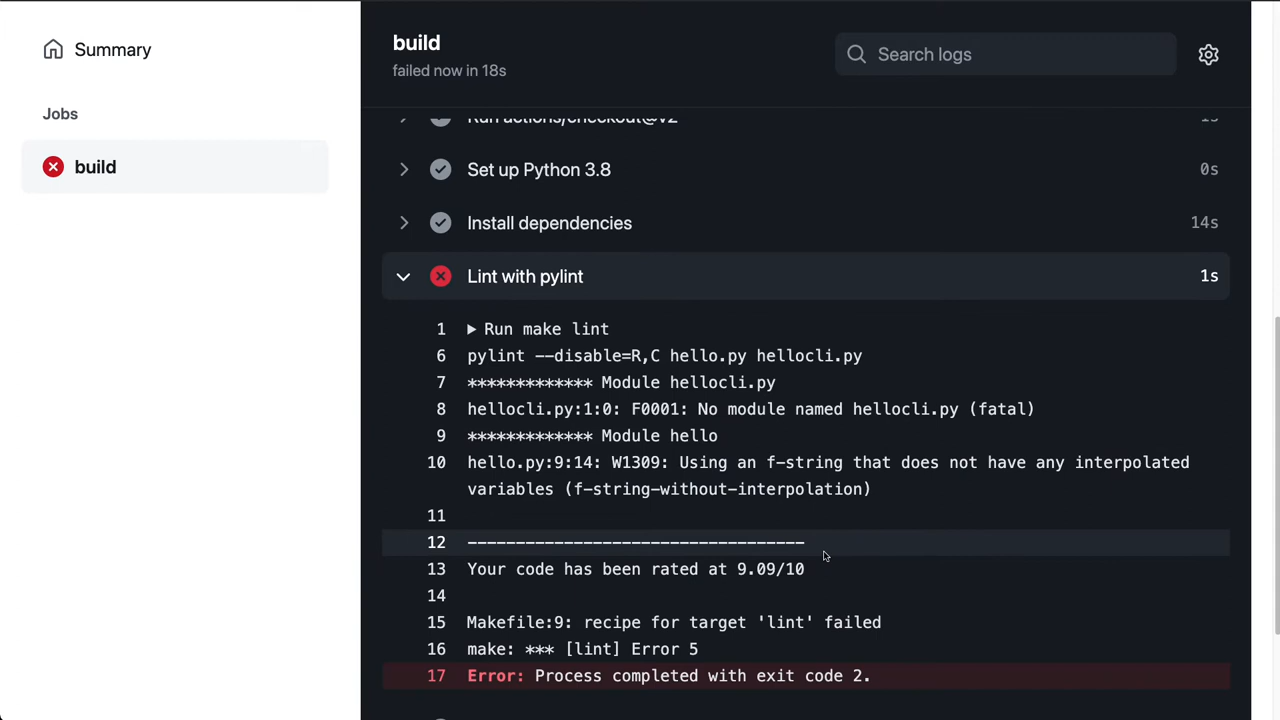 Summary
Jobs
build
build
failed now in 18s
Search logs
Run actions/checkout@v2 1s
Set up Python 3.8 0s
Install dependencies 14s
Lint with pylint 1s
1 ▶ Run make lint
6 pylint --disable=R,C hello.py hellocli.py
7 ************* Module hellocli.py
8 hellocli.py:1:0: F0001: No module named hellocli.py (fatal)
9 ************* Module hello
10 hello.py:9:14: W1309: Using an f-string that does not have any interpolated
variables (f-string-without-interpolation)
11
12 -----------------------------------
13 Your code has been rated at 9.09/10
14
15 Makefile:9: recipe for target 'lint' failed
16 make: *** [lint] Error 5
17 Error: Process completed with exit code 2.